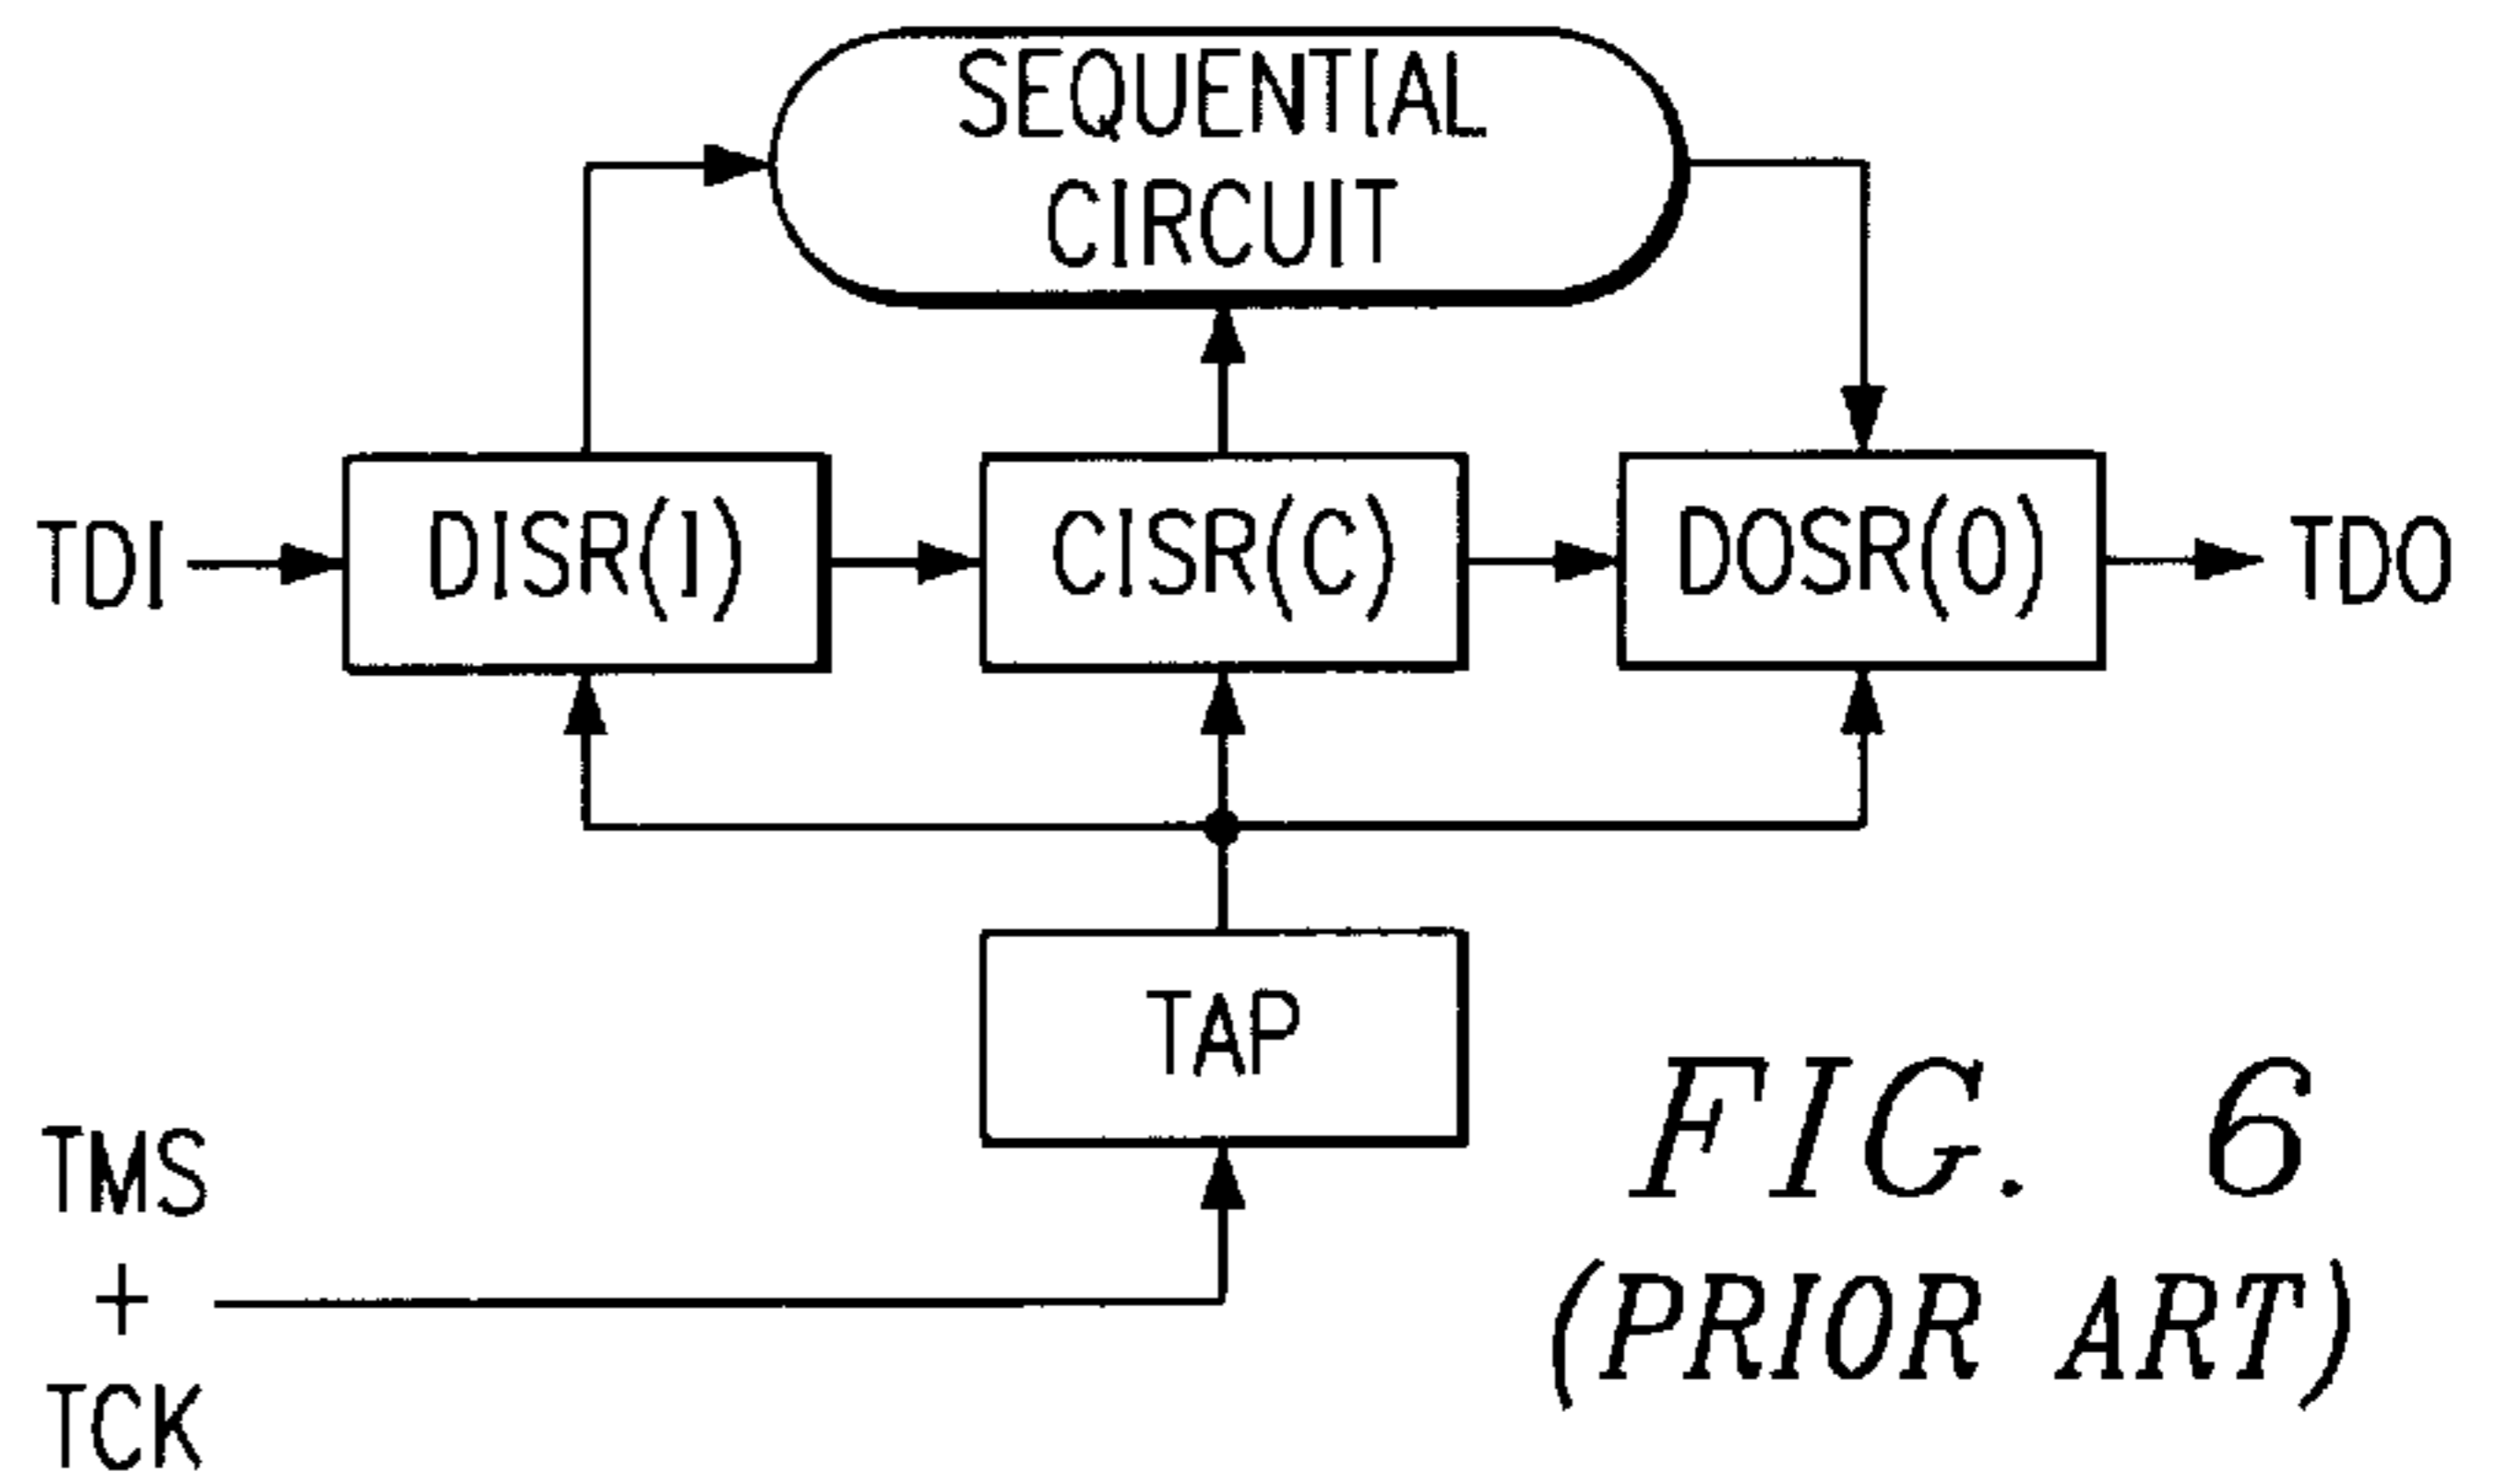 SEQUENTIAL
CIRCUIT
TDI
DISR(I)
CISR(C)
DOSR(O)
TDO
TAP
TMS
+
TCK
FIG. 6
(PRIOR ART)